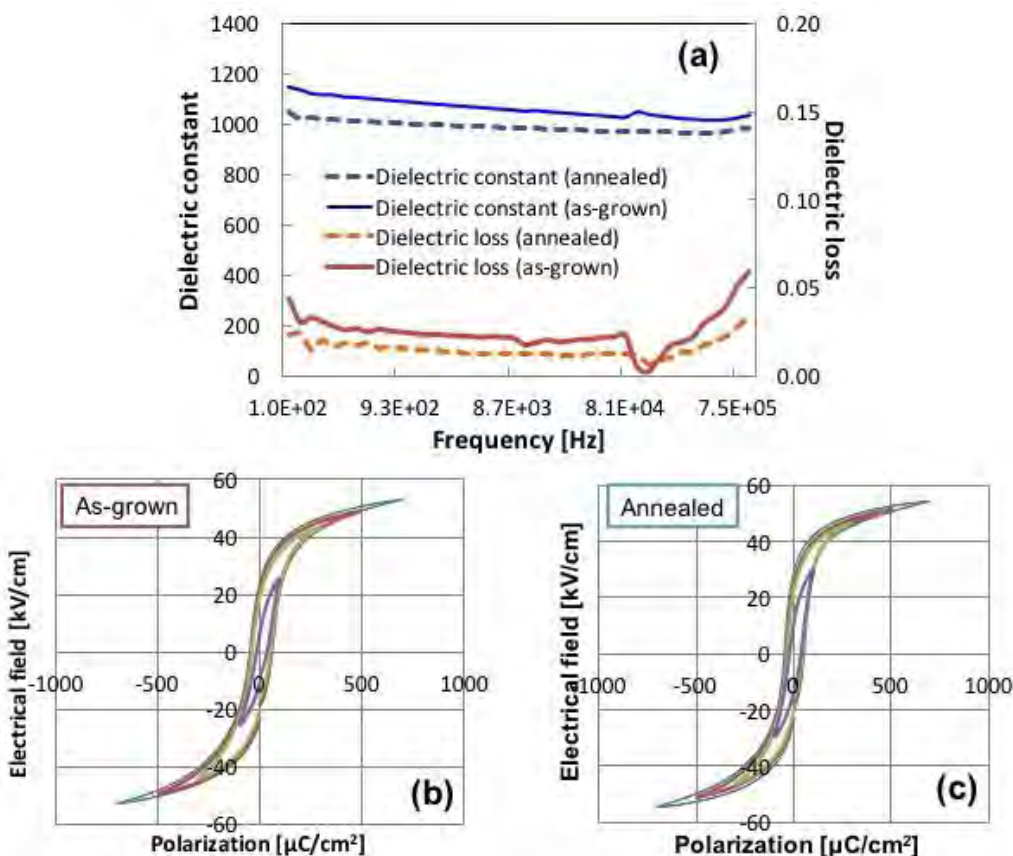 (a)
Dielectric constant
1400
1200
1000
800
600
400
200
0
0.20
0.15
0.10
0.05
0.00
Dielectric loss
Dielectric constant (annealed)
Dielectric constant (as-grown)
Dielectric loss (annealed)
Dielectric loss (as-grown)
1.0E+02 9.3E+02 8.7E+03 8.1E+04 7.5E+05
Frequency [Hz]
As-grown
Electrical field [kV/cm]
60
40
20
0
-20
-40
-60
-1000 -500 0 500 1000
(b)
Polarization [µC/cm²]
Annealed
Electrical field [kV/cm]
60
40
20
0
-20
-40
-60
-1000 -500 0 500 1000
(c)
Polarization [µC/cm²]